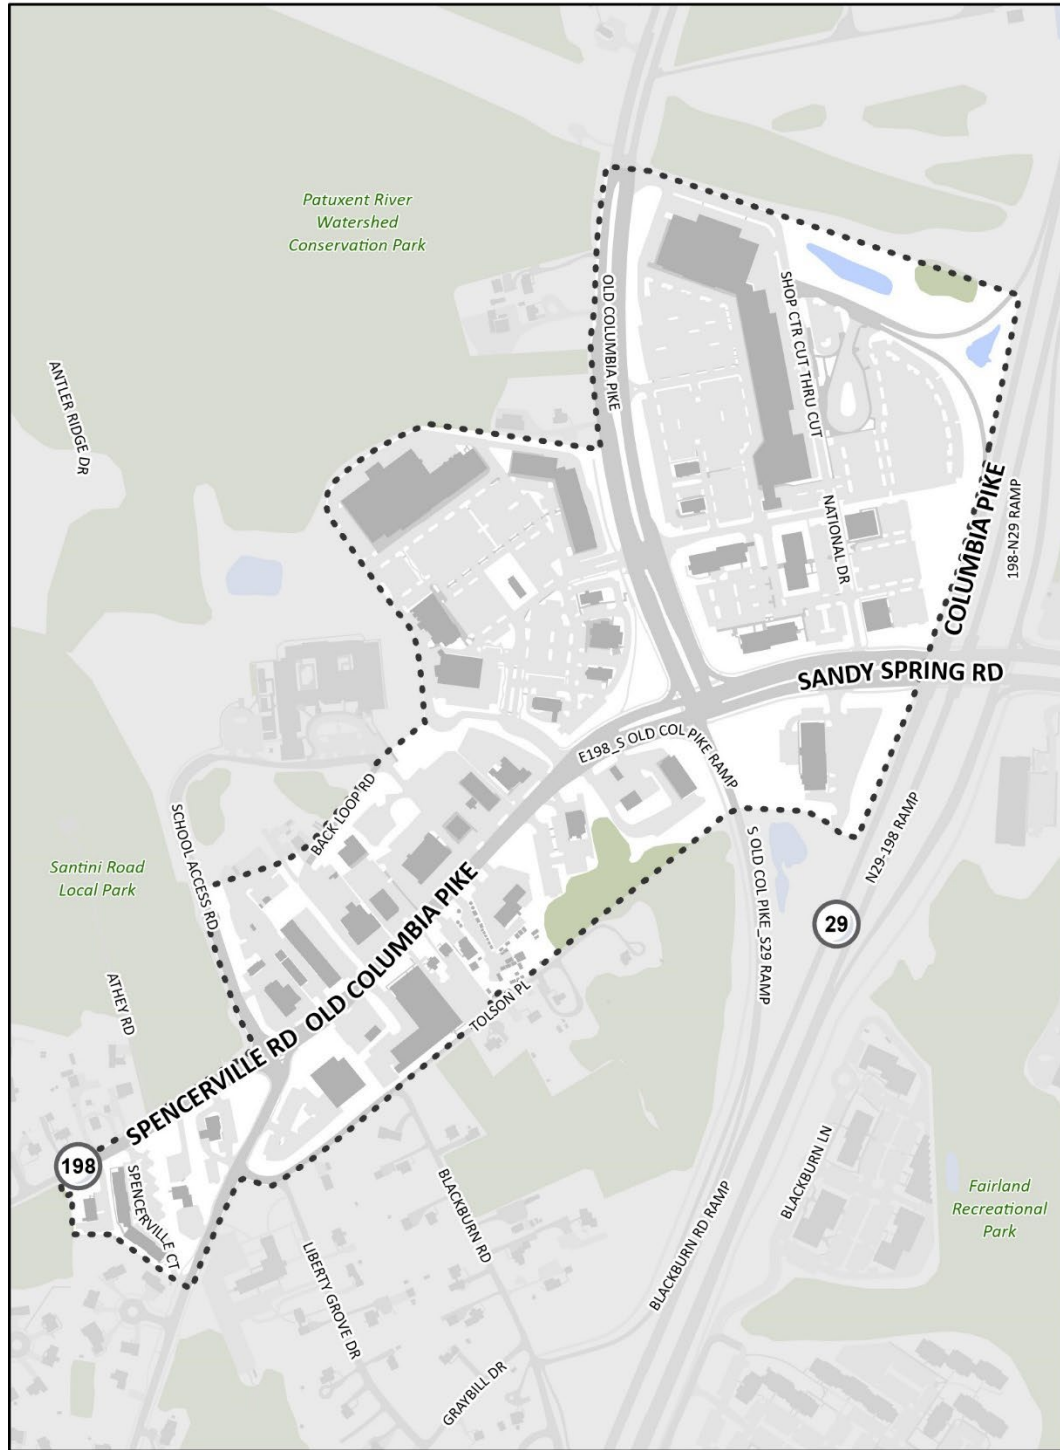 Patuxent River
Watershed
Conservation Park
OLD COLUMBIA PIKE
SHOP CTR CUT THRU CUT
ANTLER RIDGE DR
NATIONAL DR
COLUMBIA PIKE
198-N29 RAMP
SANDY SPRING RD
E198_S OLD COL PIKE RAMP
BACK LOOP RD
SCHOOL ACCESS RD
S OLD COL PIKE_S29 RAMP
N29-198 RAMP
Santini Road
Local Park
29
ATHEY RD
SPENCERVILLE RD OLD COLUMBIA PIKE
TOLSON PL
198
SPENCERVILLE CT
BLACKBURN RD
BLACKBURN LN
Fairland
Recreational
Park
LIBERTY GROVE DR
BLACKBURN RD RAMP
GRAYBILL DR